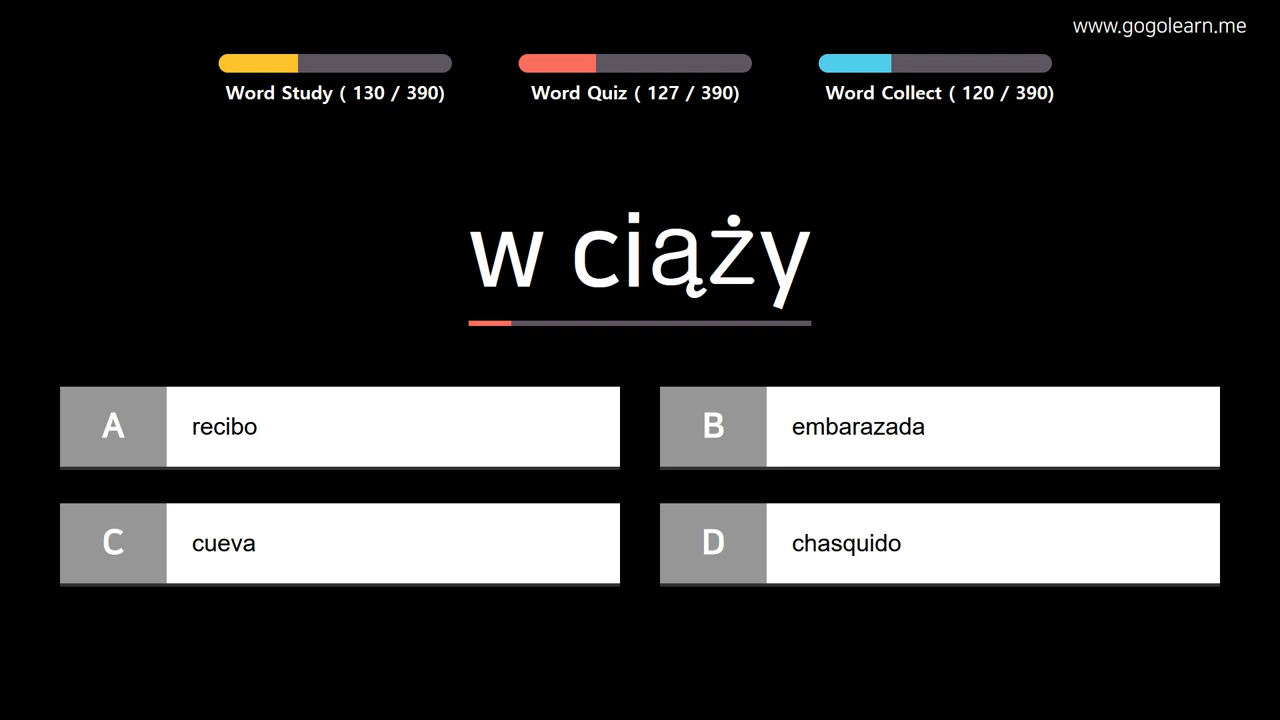 www.gogolearn.me
Word Study ( 130 / 390)
Word Quiz ( 127 / 390)
Word Collect ( 120 / 390)
w ciąży
A recibo
B embarazada
C cueva
D chasquido